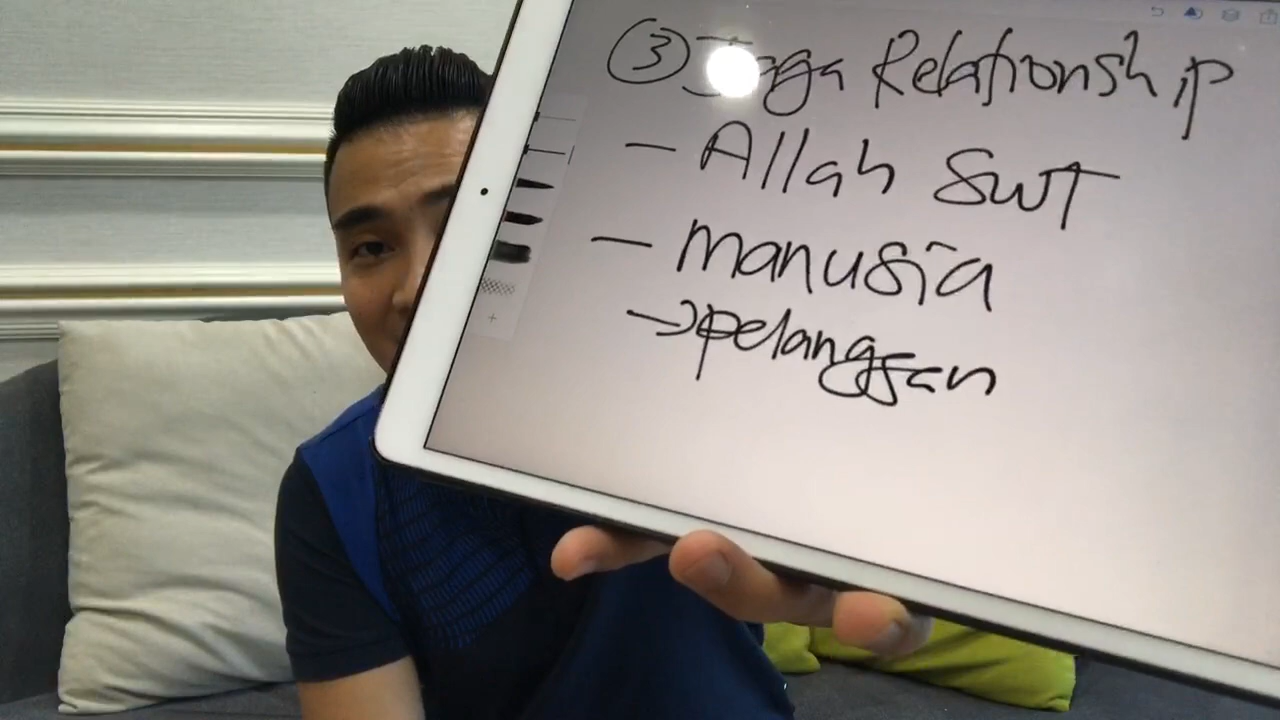 ③ Jaga Relationship
- Allah SWT
- manusia
→ pelanggan